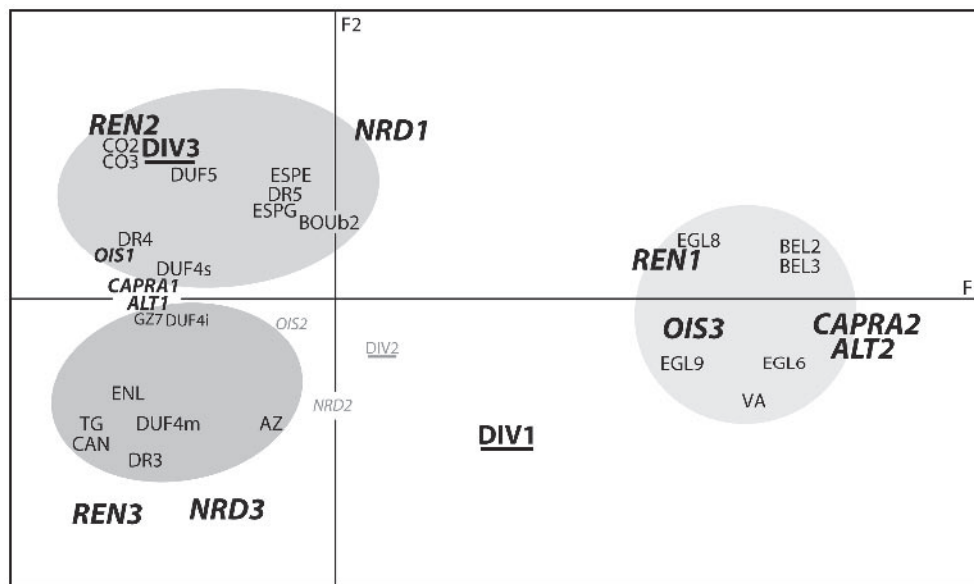 F2
REN2
NRD1
CO2 DIV3
CO3
DUF5
ESPE
DR5
ESPG
BOUb2
DR4
OIS1
DUF4s
CAPRA1
ALT1
EGL8
REN1
BEL2
BEL3
F
GZ7 DUF4i
OIS2
DIV2
OIS3
CAPRA2
ALT2
EGL9
EGL6
VA
ENL
NRD2
TG
DUF4m
AZ
CAN
DR3
DIV1
REN3
NRD3